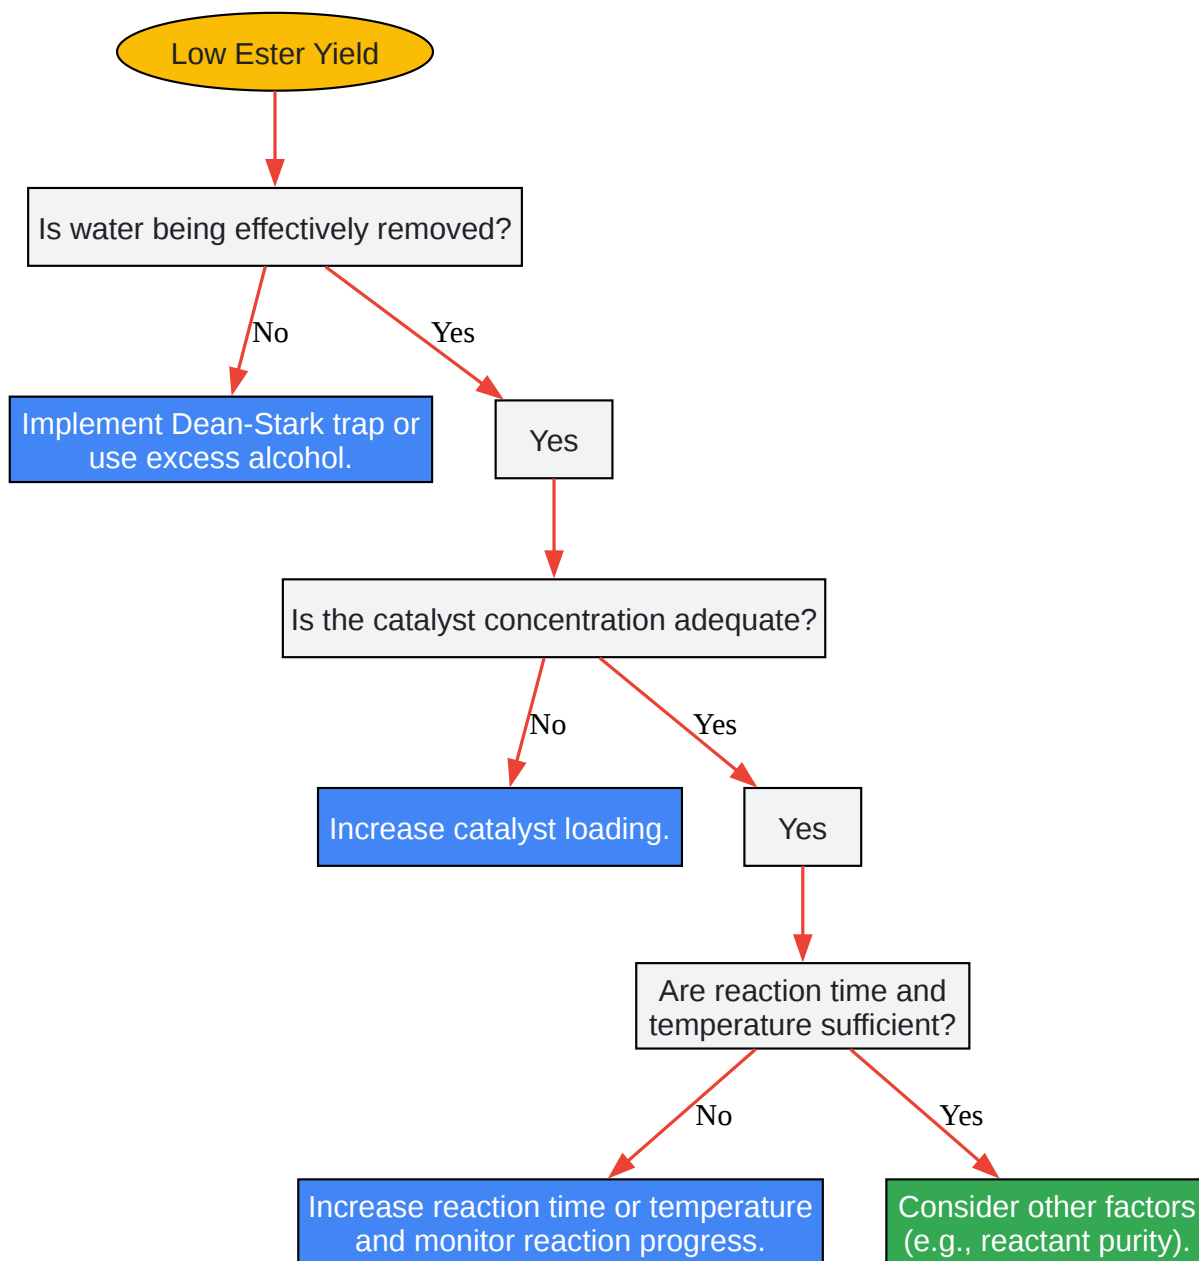 Low Ester Yield
Is water being effectively removed?
No
Yes
Implement Dean-Stark trap or
use excess alcohol.
Yes
Is the catalyst concentration adequate?
No
Yes
Increase catalyst loading.
Yes
Are reaction time and
temperature sufficient?
No
Yes
Increase reaction time or temperature
and monitor reaction progress.
Consider other factors
(e.g., reactant purity).